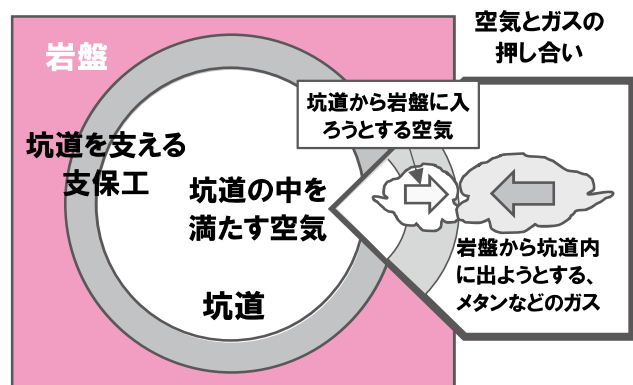 空気とガスの
押し合い
岩盤
坑道から岩盤に入
ろうとする空気
坑道を支える
支保工
坑道の中を
満たす空気
岩盤から坑道内
に出ようとする、
メタンなどのガス
坑道